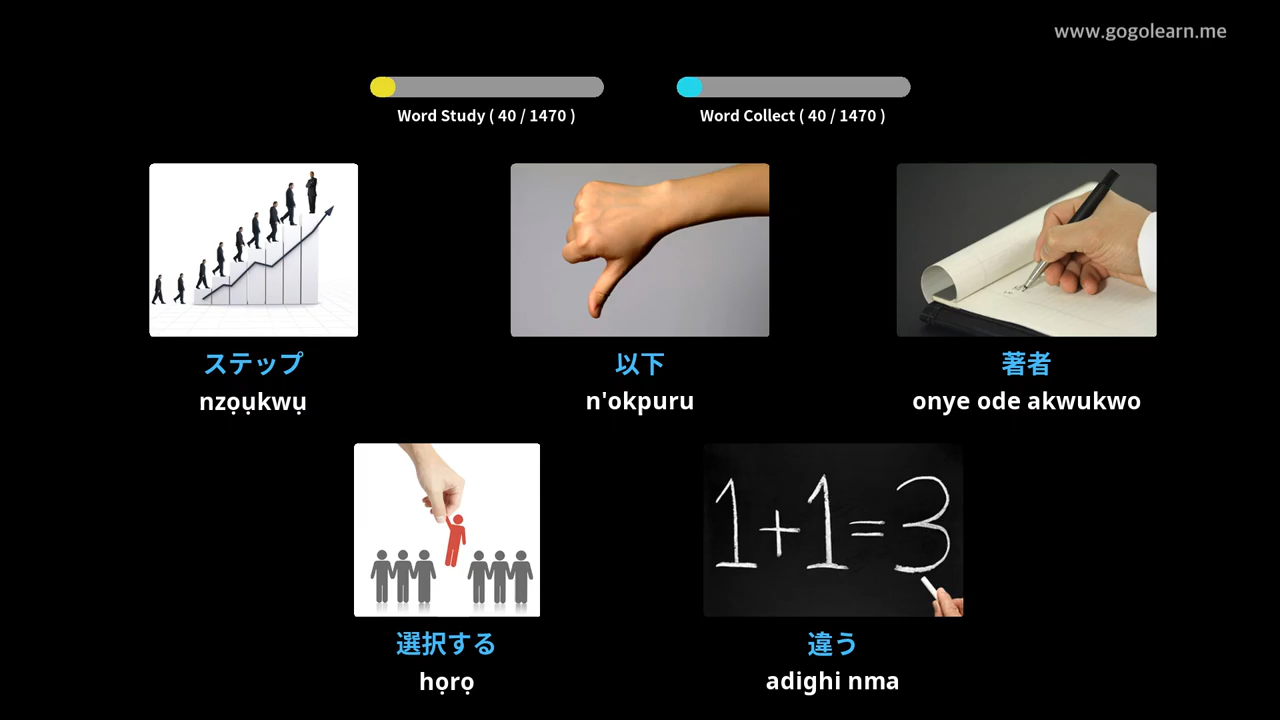 www.gogolearn.me
Word Study ( 40 / 1470 )
Word Collect ( 40 / 1470 )
ステップ
nzọụkwụ
以下
n'okpuru
著者
onye ode akwukwo
選択する
họrọ
1+1=3
違う
adighi nma